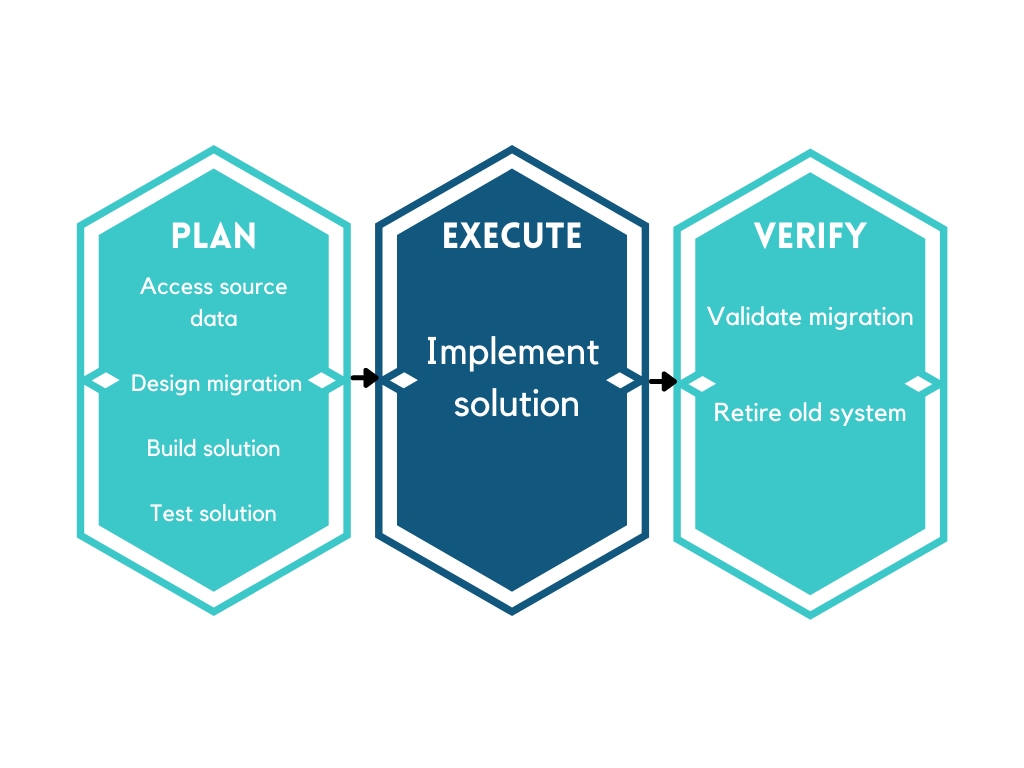 PLAN
Access source
data
Design migration
Build solution
Test solution
EXECUTE
Implement
solution
VERIFY
Validate migration
Retire old system